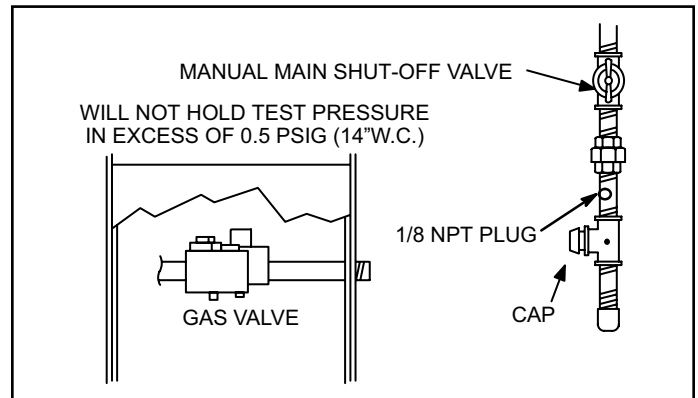 MANUAL MAIN SHUT-OFF VALVE
WILL NOT HOLD TEST PRESSURE
IN EXCESS OF 0.5 PSIG (14”W.C.)
1/8 NPT PLUG
GAS VALVE
CAP